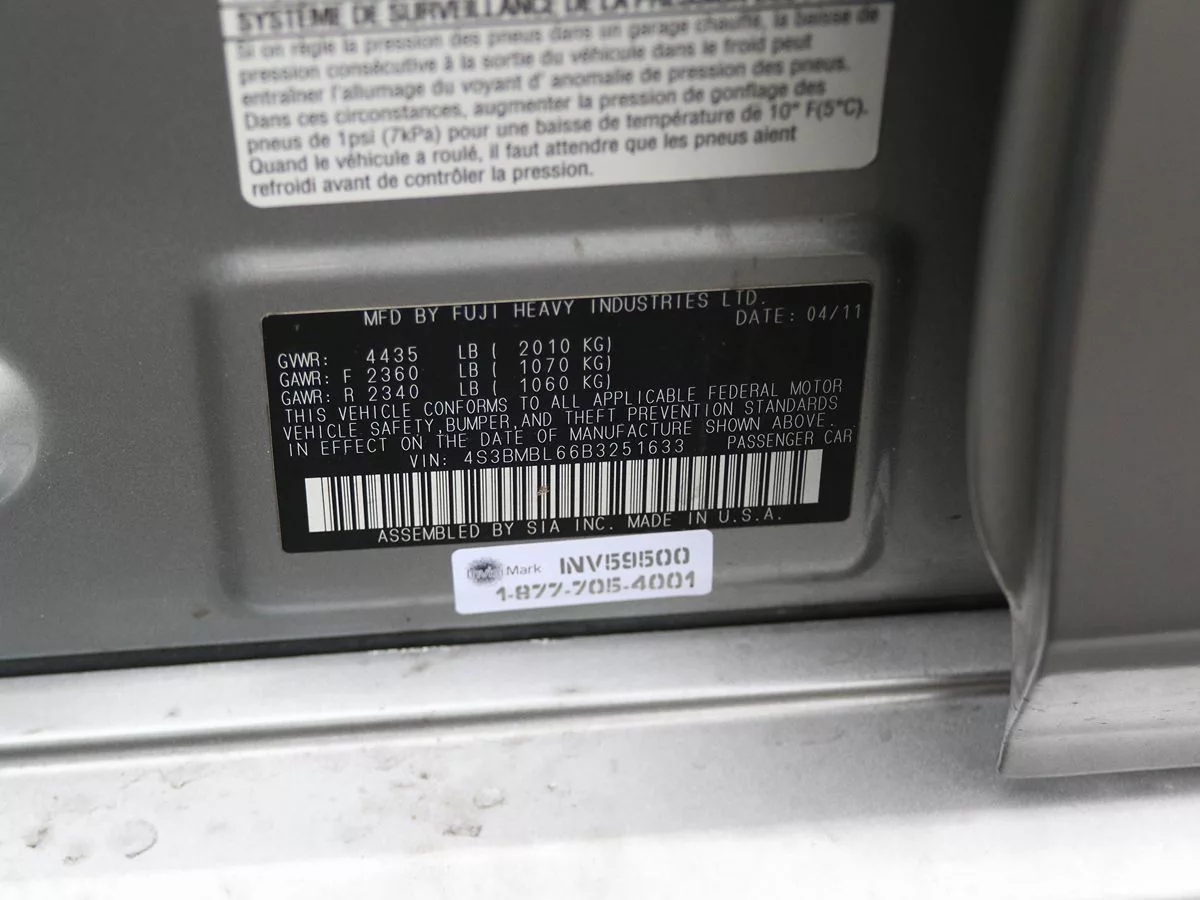 SYSTÈME DE SURVEILLANCE DE LA
Si on règle la pression des pneus dans un garage chauffé, la baisse de
pression consécutive à la sortie du véhicule dans le froid peut
entraîner l'allumage du voyant d' anomalie de pression des pneus.
Dans ces circonstances, augmenter la pression de gonflage des
pneus de 1psi (7kPa) pour une baisse de température de 10° F(5°C).
Quand le véhicule a roulé, il faut attendre que les pneus aient
refroidi avant de contrôler la pression.
MFD BY FUJI HEAVY INDUSTRIES LTD.
DATE: 04/11
GVWR: 4435 LB ( 2010 KG)
GAWR: F 2360 LB ( 1070 KG)
GAWR: R 2340 LB ( 1060 KG)
THIS VEHICLE CONFORMS TO ALL APPLICABLE FEDERAL MOTOR
VEHICLE SAFETY,BUMPER,AND THEFT PREVENTION STANDARDS
IN EFFECT ON THE DATE OF MANUFACTURE SHOWN ABOVE.
VIN: 4S3BMBL66B3251633 PASSENGER CAR
ASSEMBLED BY SIA INC. MADE IN U.S.A.
InvisiMark INV59500
1-877-705-4001